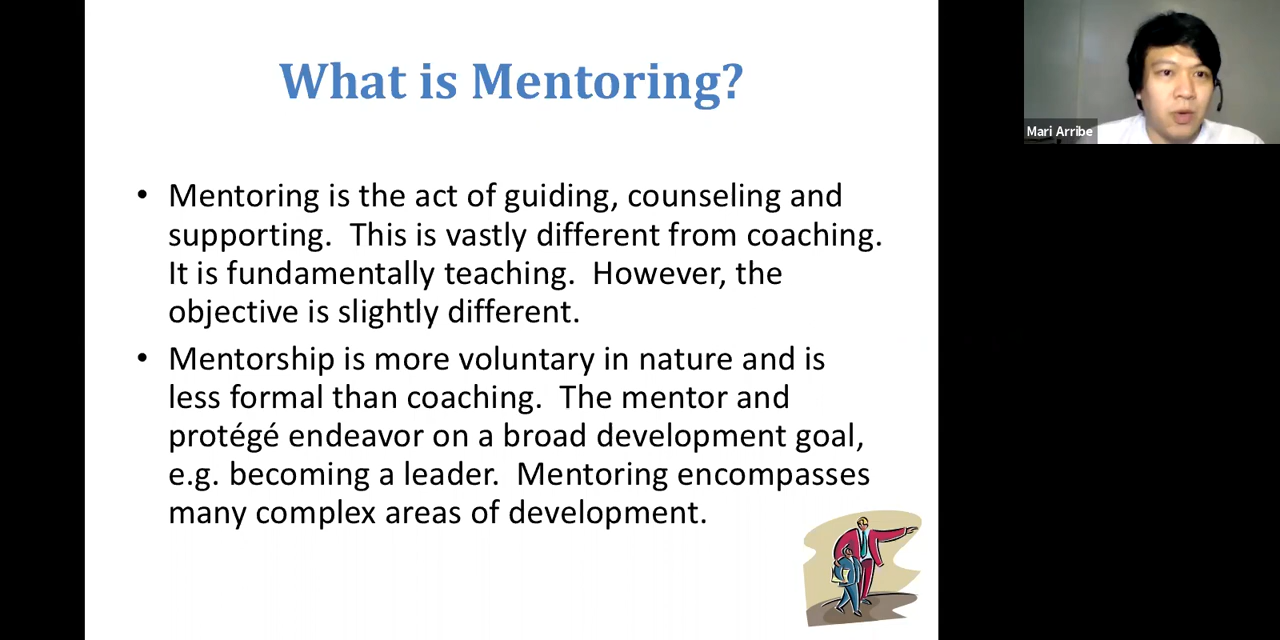 What is Mentoring?
• Mentoring is the act of guiding, counseling and
supporting.  This is vastly different from coaching.
It is fundamentally teaching.  However, the
objective is slightly different.
• Mentorship is more voluntary in nature and is
less formal than coaching.  The mentor and
protégé endeavor on a broad development goal,
e.g. becoming a leader.  Mentoring encompasses
many complex areas of development.
Mari Arribe